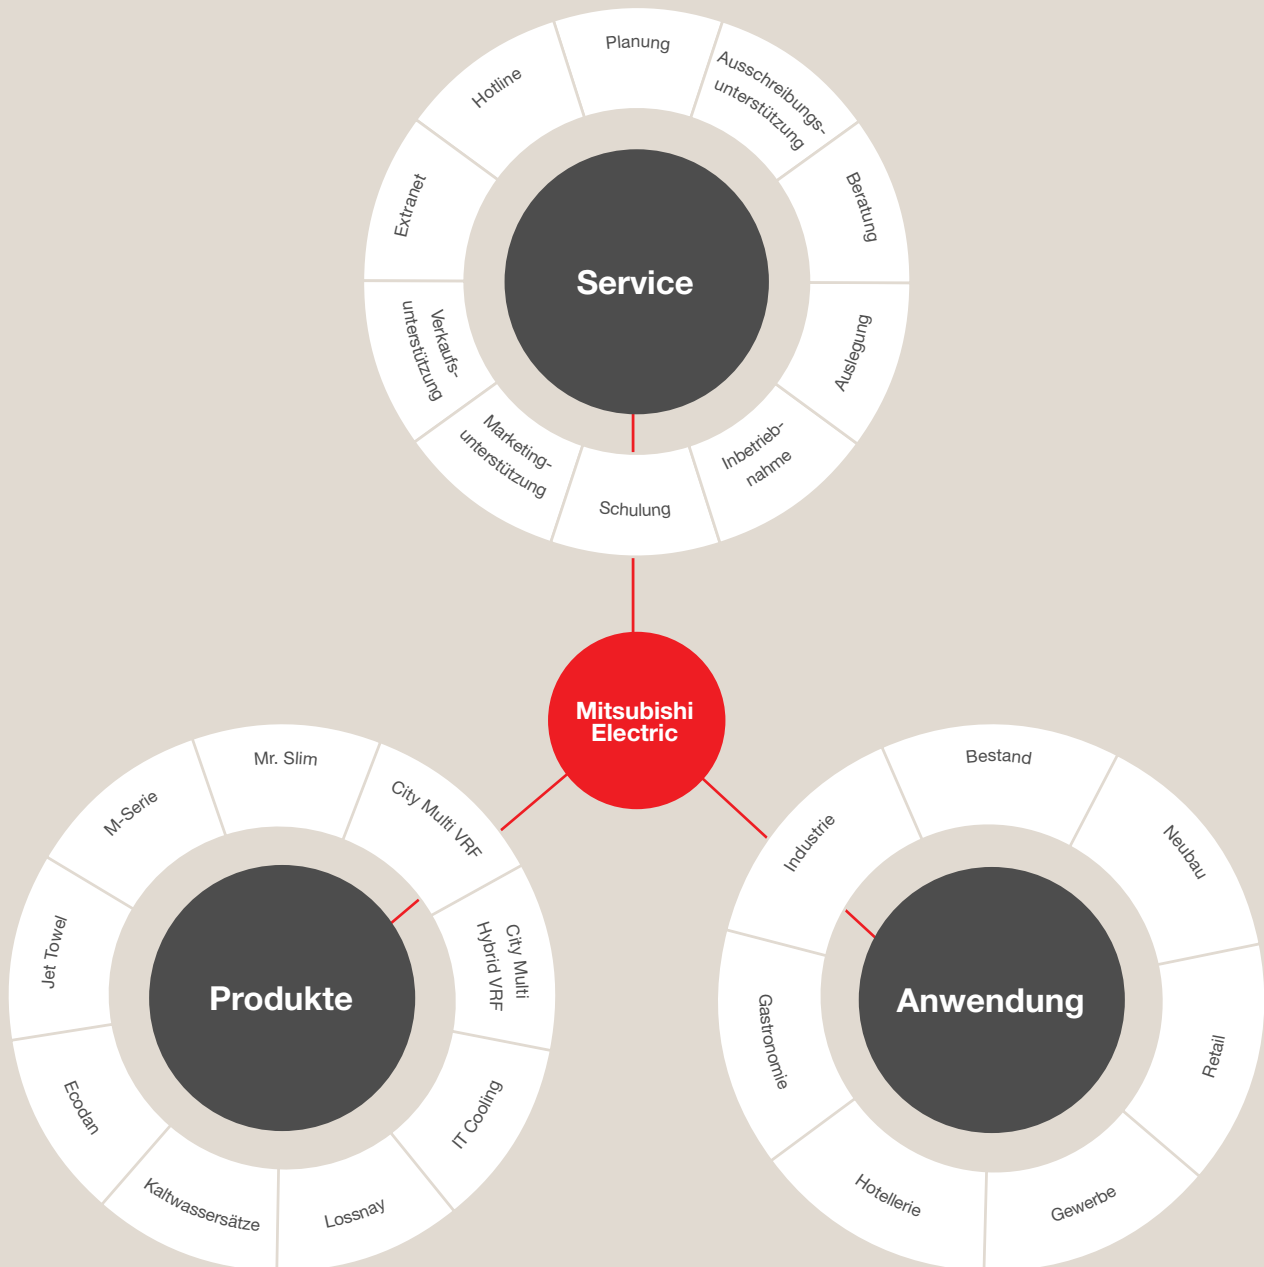 Planung
Ausschreibungs-
unterstützung
Beratung
Auslegung
Inbetrieb-
nahme
Schulung
Marketing-
unterstützung
Verkaufs-
unterstützung
Extranet
Hotline
Service
Mitsubishi
Electric
Mr. Slim
City Multi VRF
City Multi
Hybrid VRF
IT Cooling
Lossnay
Kaltwassersätze
Ecodan
Jet Towel
M-Serie
Produkte
Bestand
Neubau
Retail
Gewerbe
Hotellerie
Gastronomie
Industrie
Anwendung